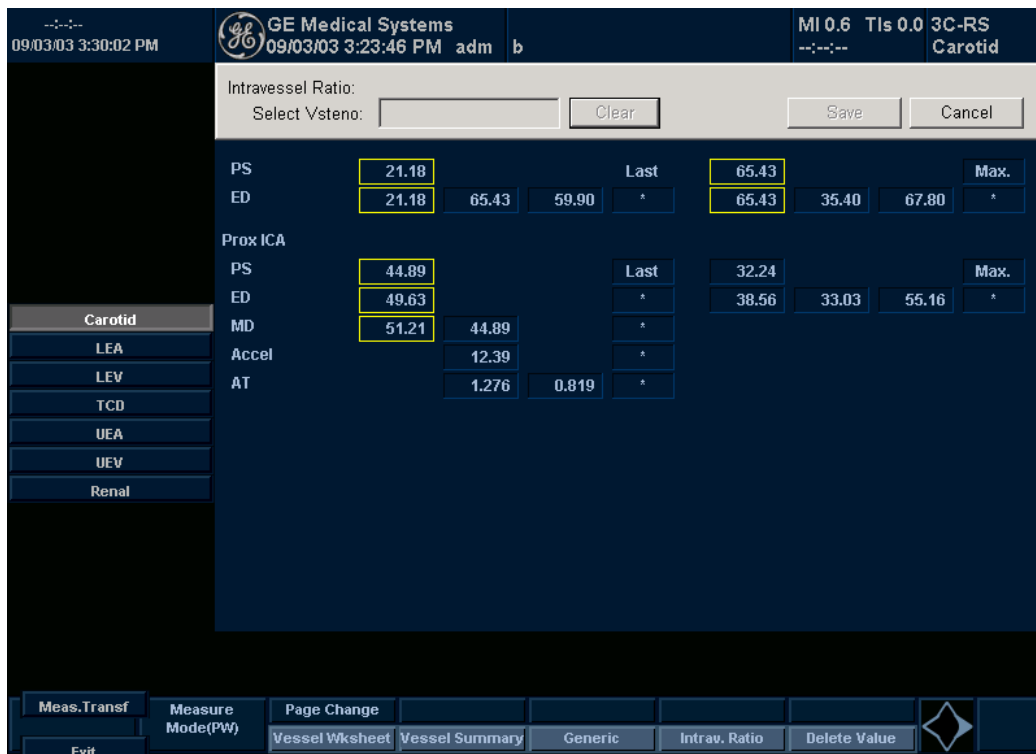 --:--:-- GE Medical Systems MI 0.6 TIs 0.0 3C-RS
09/03/03 3:30:02 PM 09/03/03 3:23:46 PM adm b --:--:-- Carotid
Intravessel Ratio:
Select Vsteno: Clear Save Cancel
PS 21.18 Last 65.43 Max.
ED 21.18 65.43 59.90 * 65.43 35.40 67.80 *
Prox ICA
PS 44.89 Last 32.24 Max.
ED 49.63 * 38.56 33.03 55.16 *
MD 51.21 44.89 *
Accel 12.39 *
AT 1.276 0.819 *
Carotid
LEA
LEV
TCD
UEA
UEV
Renal
Meas.Transf
Exit
Measure
Mode(PW)
Page Change
Vessel Wksheet Vessel Summary Generic Intrav. Ratio Delete Value